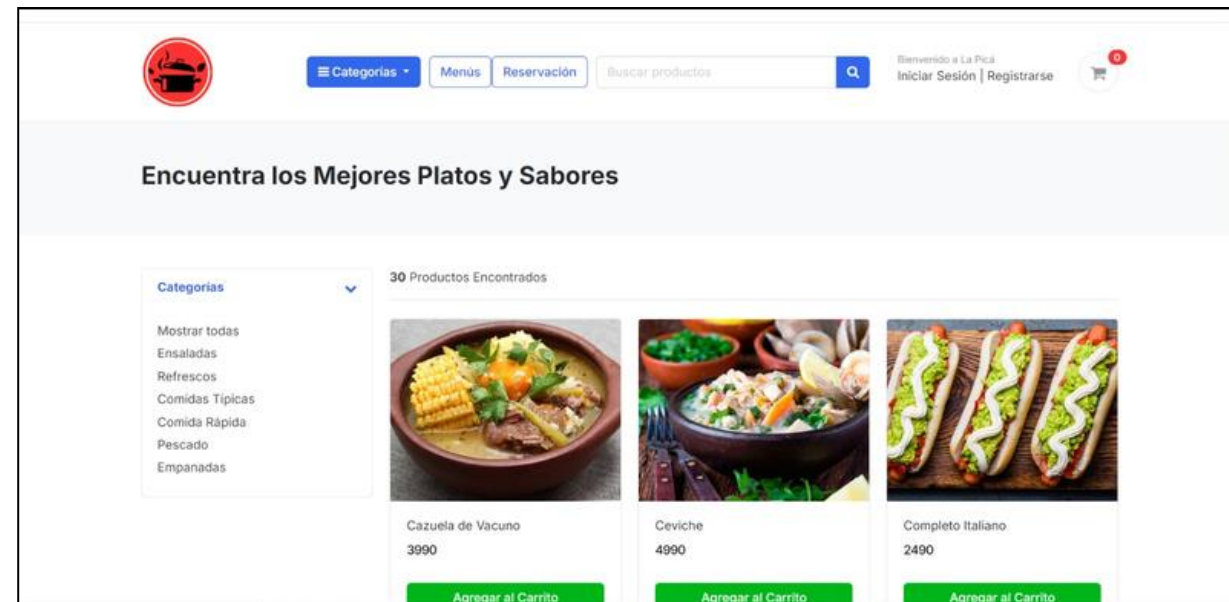 Categorías
Menús
Reservación
Buscar productos
Bienvenido a La Picá
Iniciar Sesión | Registrarse
0
Encuentra los Mejores Platos y Sabores
Categorías
Mostrar todas
Ensaladas
Refrescos
Comidas Típicas
Comida Rápida
Pescado
Empanadas
30 Productos Encontrados
Cazuela de Vacuno
3990
Agregar al Carrito
Ceviche
4990
Agregar al Carrito
Completo Italiano
2490
Agregar al Carrito